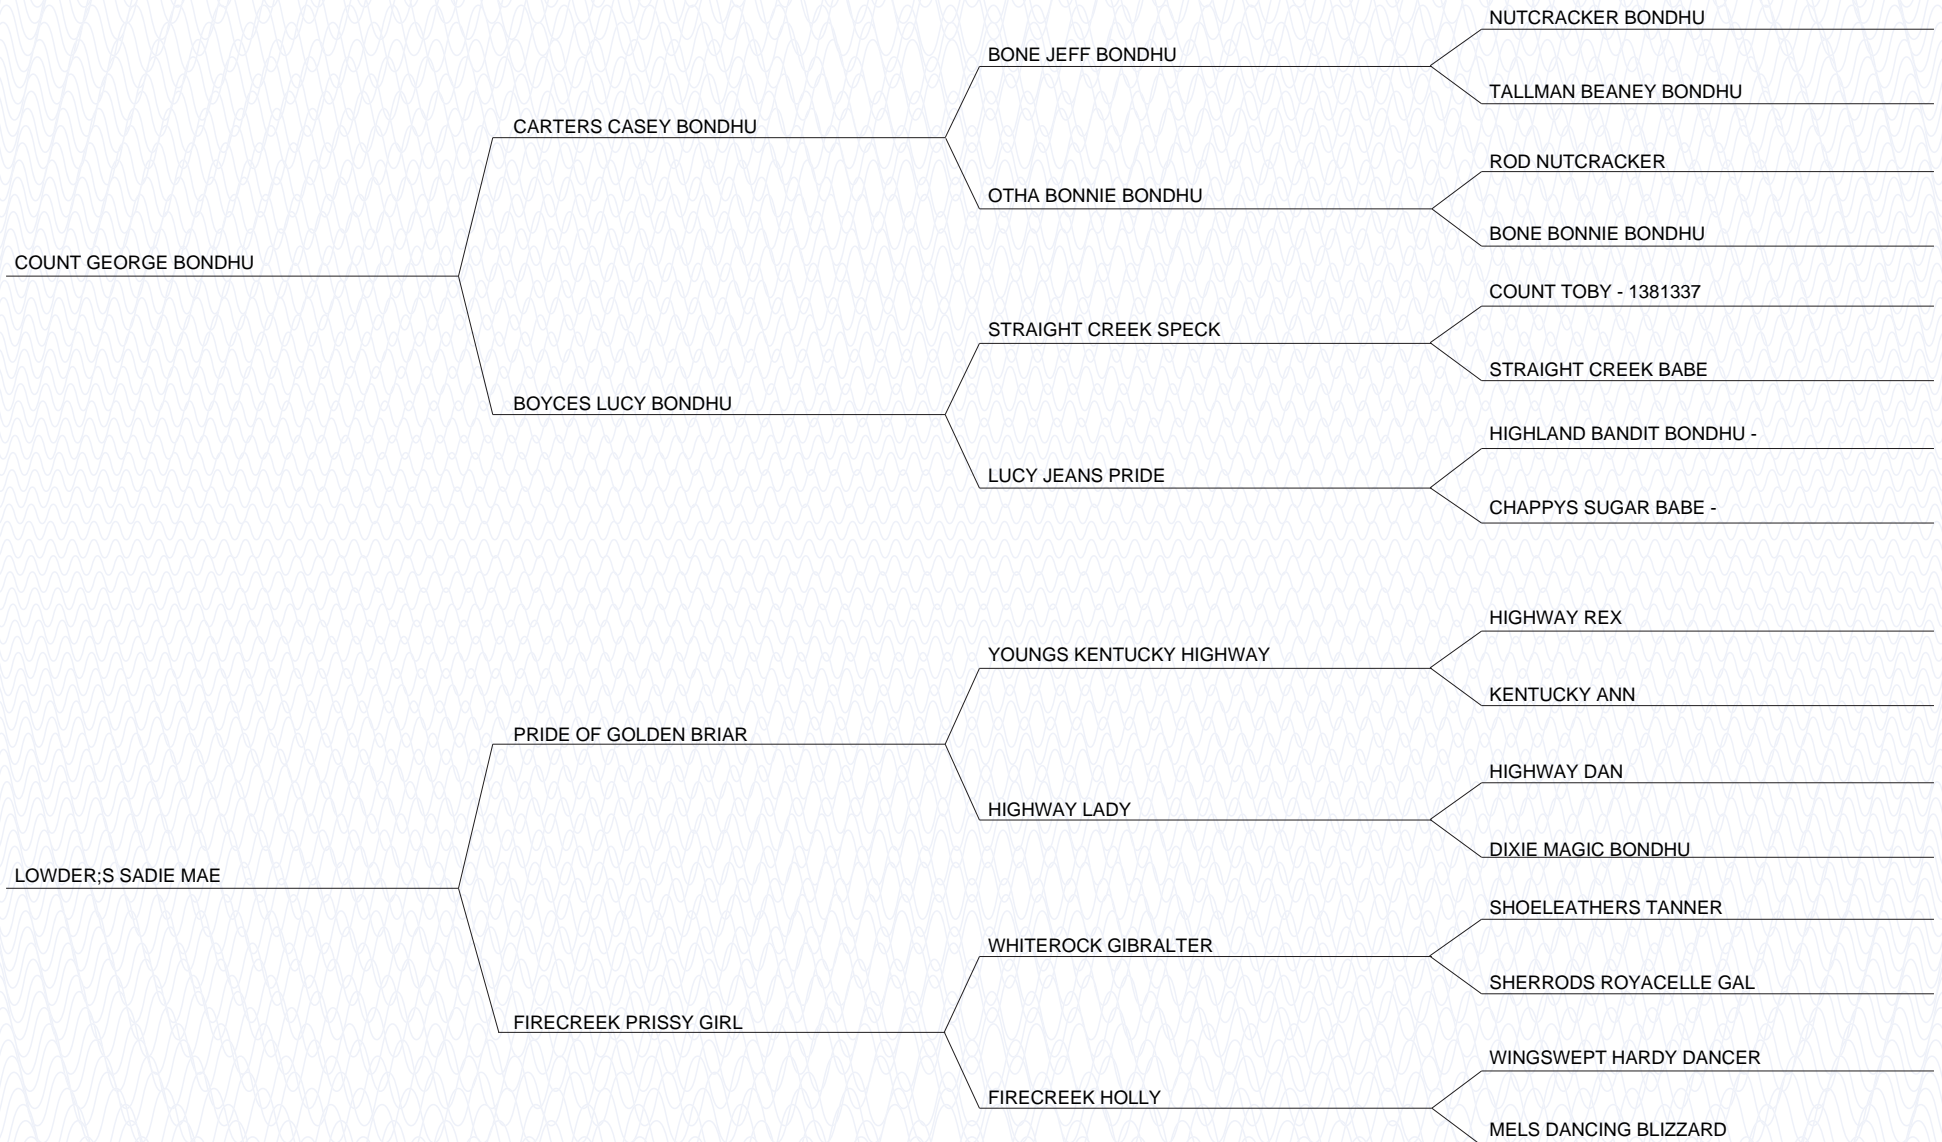 NUTCRACKER BONDHU
BONE JEFF BONDHU
TALLMAN BEANEY BONDHU
CARTERS CASEY BONDHU
ROD NUTCRACKER
OTHA BONNIE BONDHU
BONE BONNIE BONDHU
COUNT GEORGE BONDHU
COUNT TOBY - 1381337
STRAIGHT CREEK SPECK
STRAIGHT CREEK BABE
BOYCES LUCY BONDHU
HIGHLAND BANDIT BONDHU -
LUCY JEANS PRIDE
CHAPPYS SUGAR BABE -
HIGHWAY REX
YOUNGS KENTUCKY HIGHWAY
KENTUCKY ANN
PRIDE OF GOLDEN BRIAR
HIGHWAY DAN
HIGHWAY LADY
DIXIE MAGIC BONDHU
LOWDER;S SADIE MAE
SHOELEATHERS TANNER
WHITEROCK GIBRALTER
SHERRODS ROYACELLE GAL
FIRECREEK PRISSY GIRL
WINGSWEPT HARDY DANCER
FIRECREEK HOLLY
MELS DANCING BLIZZARD